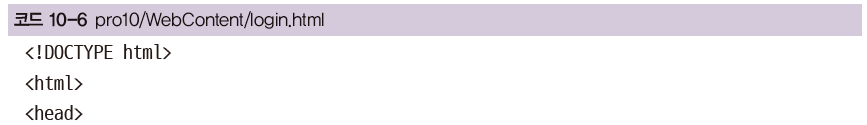 코드 10-6 pro10/WebContent/login.html
<!DOCTYPE html>
<html>
<head>